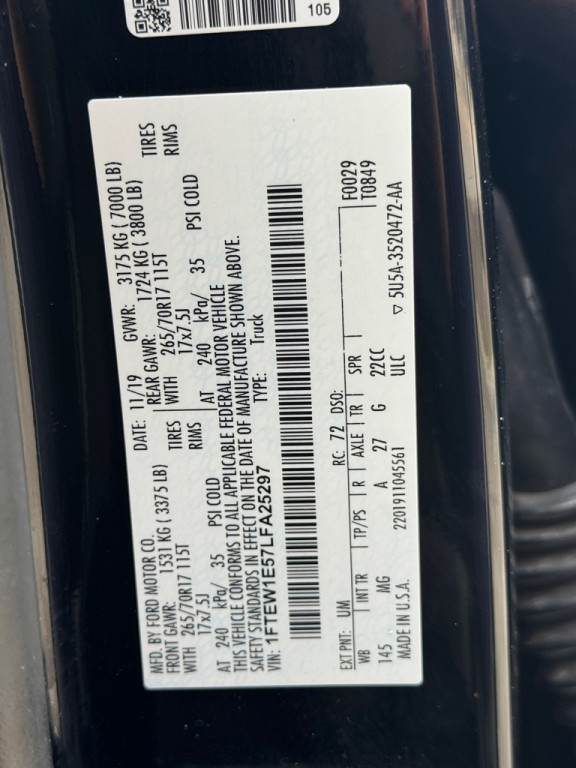 105
MFD. BY FORD MOTOR CO. DATE: 11/19 GVWR: 3175 KG ( 7000 LB)
FRONT GAWR: 1531 KG ( 3375 LB) REAR GAWR: 1724 KG ( 3800 LB)
WITH 265/70R17 115T TIRES WITH 265/70R17 115T TIRES
17x7.5J RIMS 17x7.5J RIMS
AT 240 kPa/ 35 PSI COLD AT 240 kPa/ 35 PSI COLD
THIS VEHICLE CONFORMS TO ALL APPLICABLE FEDERAL MOTOR VEHICLE
SAFETY STANDARDS IN EFFECT ON THE DATE OF MANUFACTURE SHOWN ABOVE.
VIN: 1FTEW1E57LFA25297 TYPE: Truck
F0029
EXT PNT: UM RC: 72 DSO: T0849
WB INT TR TP/PS R AXLE TR SPR
145 MG A 27 G 22CC
MADE IN U.S.A. 2201911045561 ULC ▽ 5U5A-3520472-AA